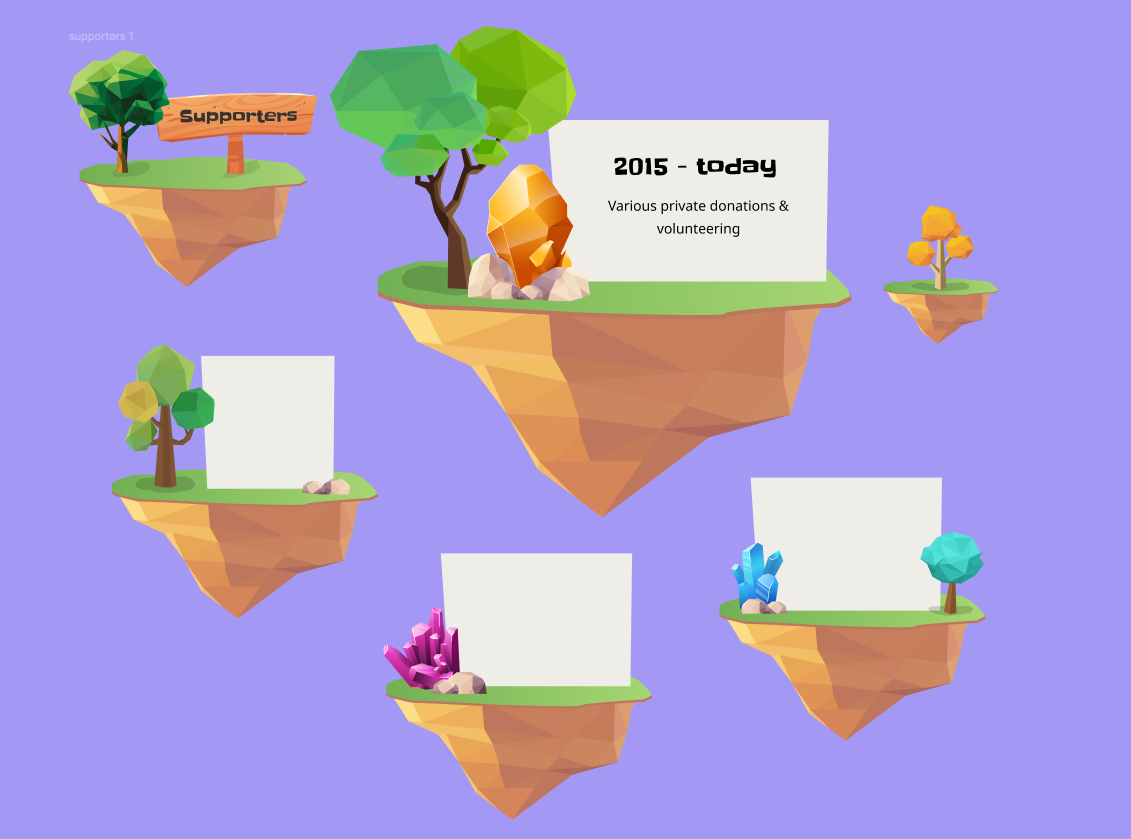 supporters 1
Supporters
2015 - today
Various private donations &
volunteering